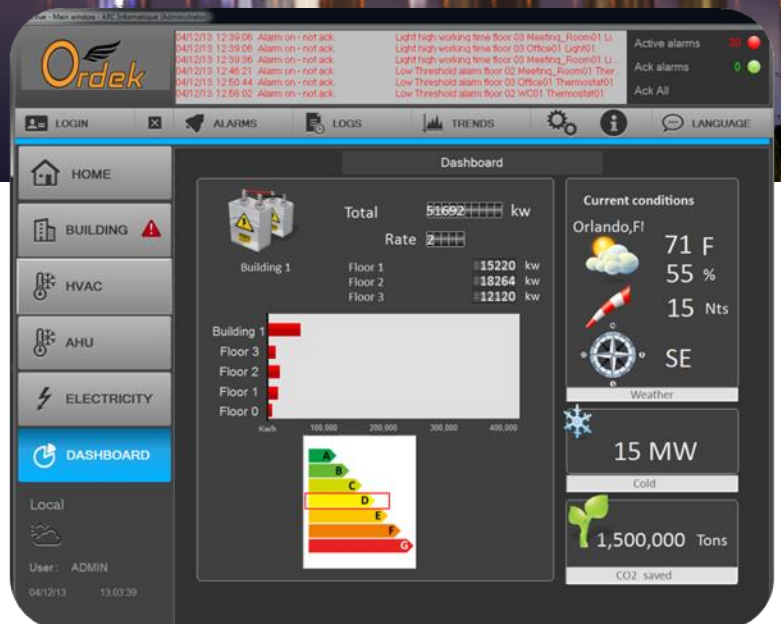 Vue - Main window - ARC Informatique (Administrator)
Ordek
04/12/13 12:39:06 Alarm on - not ack. Light high working time floor 03 Meeting_Room01 Li...
04/12/13 12:39:06 Alarm on - not ack. Light high working time floor 03 Office01 Light01
04/12/13 12:39:36 Alarm on - not ack. Light high working time floor 03 Meeting_Room01 Li...
04/12/13 12:46:21 Alarm on - not ack. Low Threshold alarm floor 02 Meeting_Room01 Ther...
04/12/13 12:50:44 Alarm on - not ack. Low Threshold alarm floor 03 Office01 Thermostat01
04/12/13 12:56:02 Alarm on - not ack. Low Threshold alarm floor 02 WC01 Thermostat01
Active alarms 30
Ack alarms 0
Ack All
LOGIN ALARMS LOGS TRENDS LANGUAGE
HOME
BUILDING
HVAC
AHU
ELECTRICITY
DASHBOARD
Local
User: ADMIN
04/12/13 13:03:39
Dashboard
Building 1
Total 51692 kw
Rate 2
Floor 1 15220 kw
Floor 2 18264 kw
Floor 3 12120 kw
Building 1
Floor 3
Floor 2
Floor 1
Floor 0
Kw/h 100,000 200,000 300,000 400,000
A
B
C
D
E
F
G
Current conditions
Orlando,Fl
71 F
55 %
15 Nts
SE
Weather
15 MW
Cold
1,500,000 Tons
CO2 saved